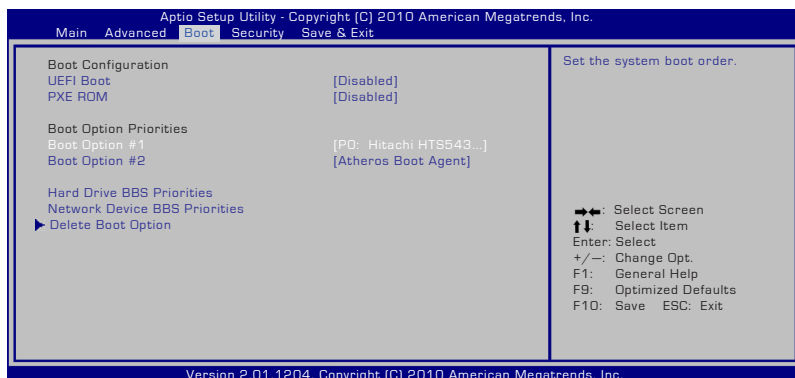 Aptio Setup Utility - Copyright (C) 2010 American Megatrends, Inc.
Main Advanced Boot Security Save & Exit
Boot Configuration
UEFI Boot [Disabled]
PXE ROM [Disabled]
Boot Option Priorities
Boot Option #1 [P0: Hitachi HTS543...]
Boot Option #2 [Atheros Boot Agent]
Hard Drive BBS Priorities
Network Device BBS Priorities
Delete Boot Option
Set the system boot order.
→←: Select Screen
↑↓: Select Item
Enter: Select
+/—: Change Opt.
F1: General Help
F9: Optimized Defaults
F10: Save ESC: Exit
Version 2.01.1204. Copyright (C) 2010 American Megatrends, Inc.